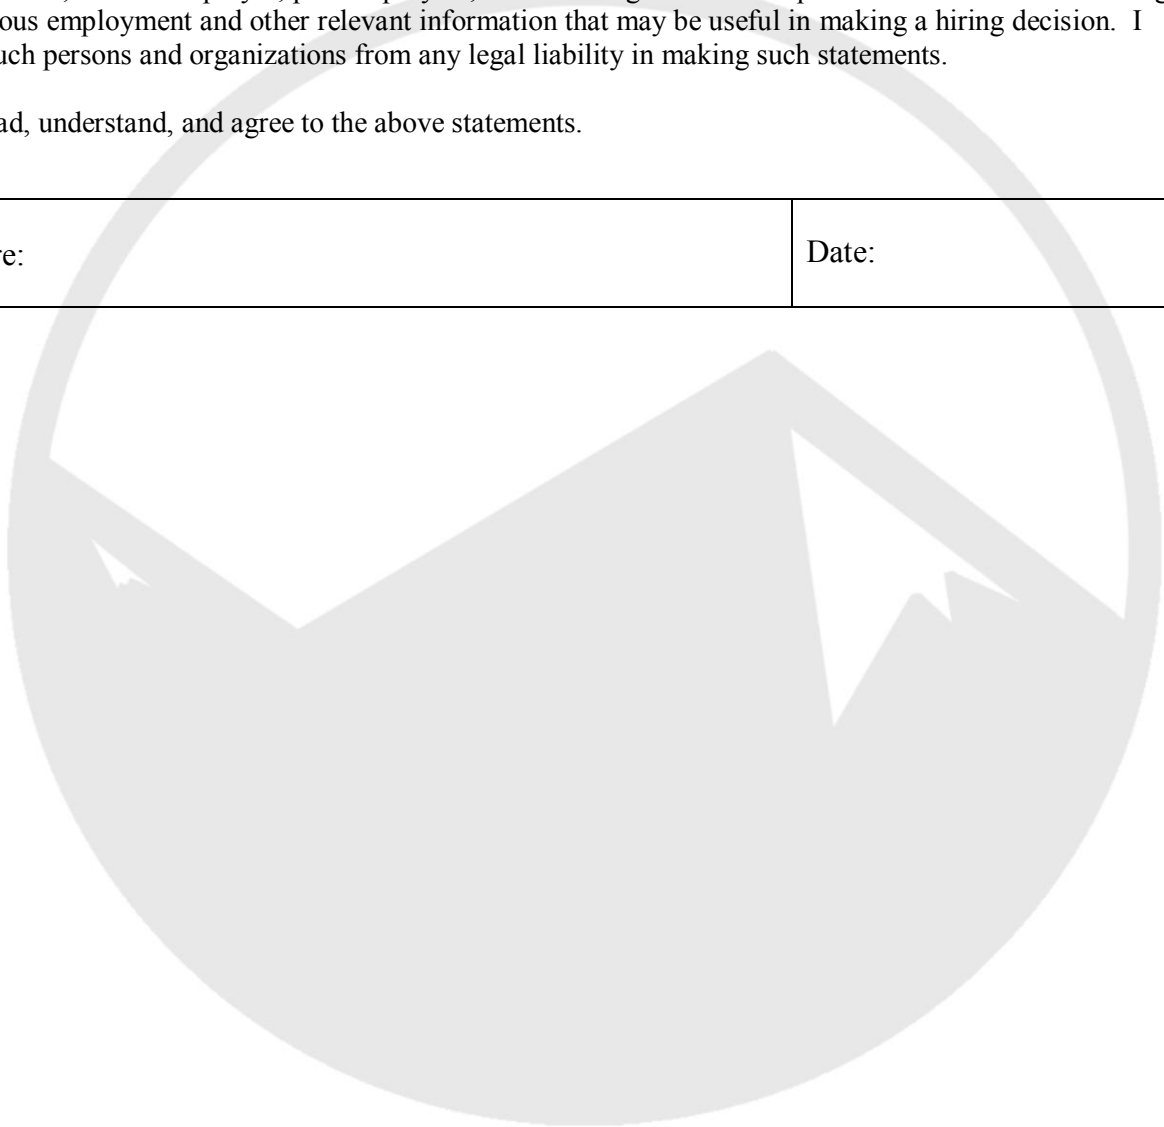 ous employment and other relevant information that may be useful in making a hiring decision.  I
uch persons and organizations from any legal liability in making such statements.
ad, understand, and agree to the above statements.
re:
Date: